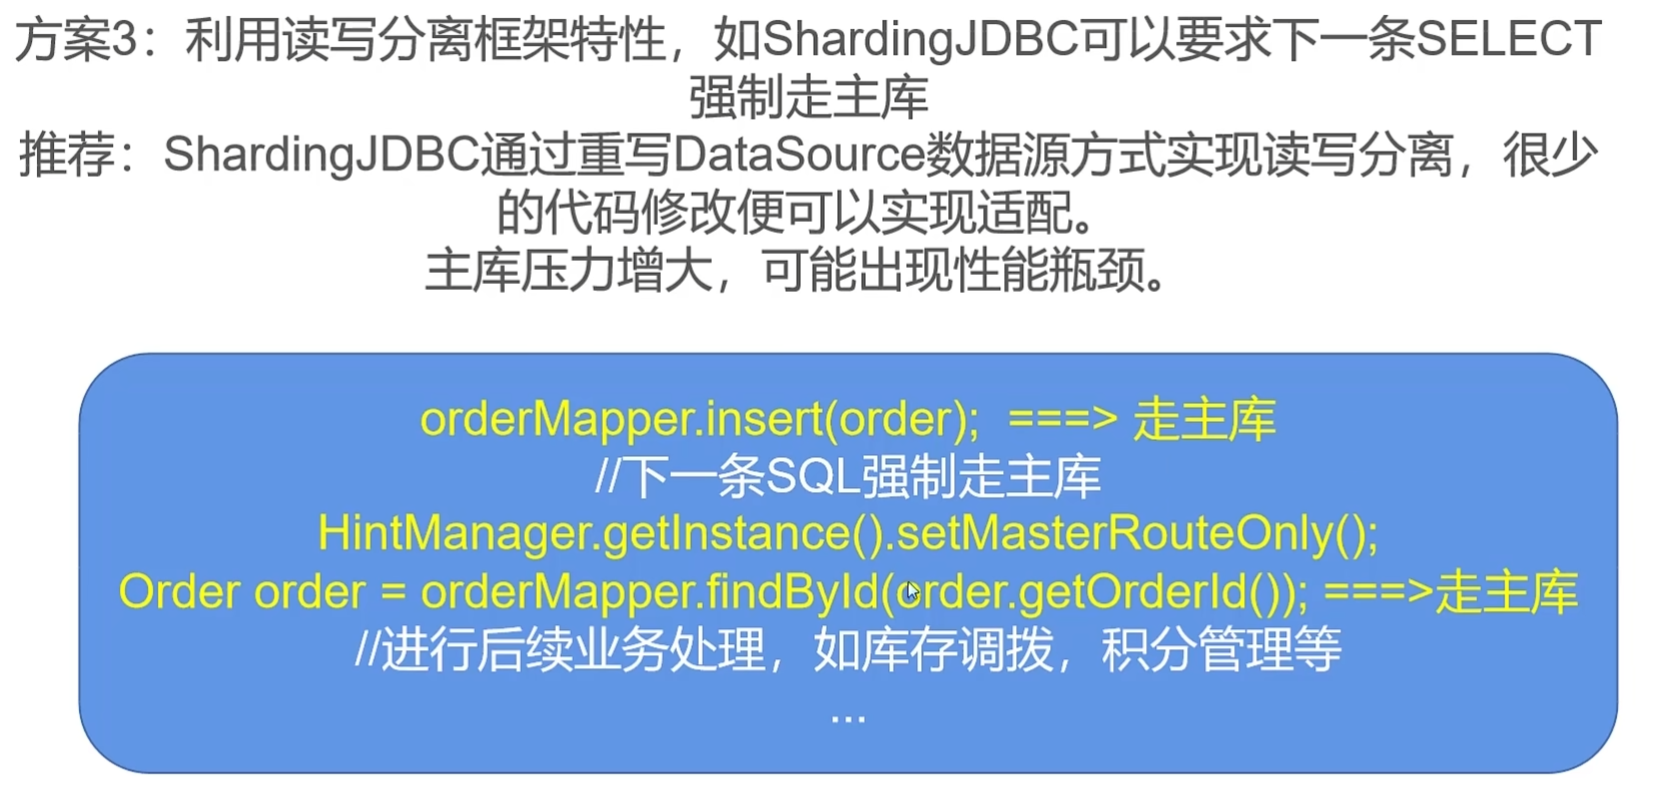 方案3：利用读写分离框架特性，如ShardingJDBC可以要求下一条SELECT
强制走主库
推荐：ShardingJDBC通过重写DataSource数据源方式实现读写分离，很少
的代码修改便可以实现适配。
主库压力增大，可能出现性能瓶颈。
orderMapper.insert(order);  ===> 走主库
//下一条SQL强制走主库
HintManager.getInstance().setMasterRouteOnly();
Order order = orderMapper.findById(order.getOrderId()); ===>走主库
//进行后续业务处理，如库存调拨，积分管理等
...